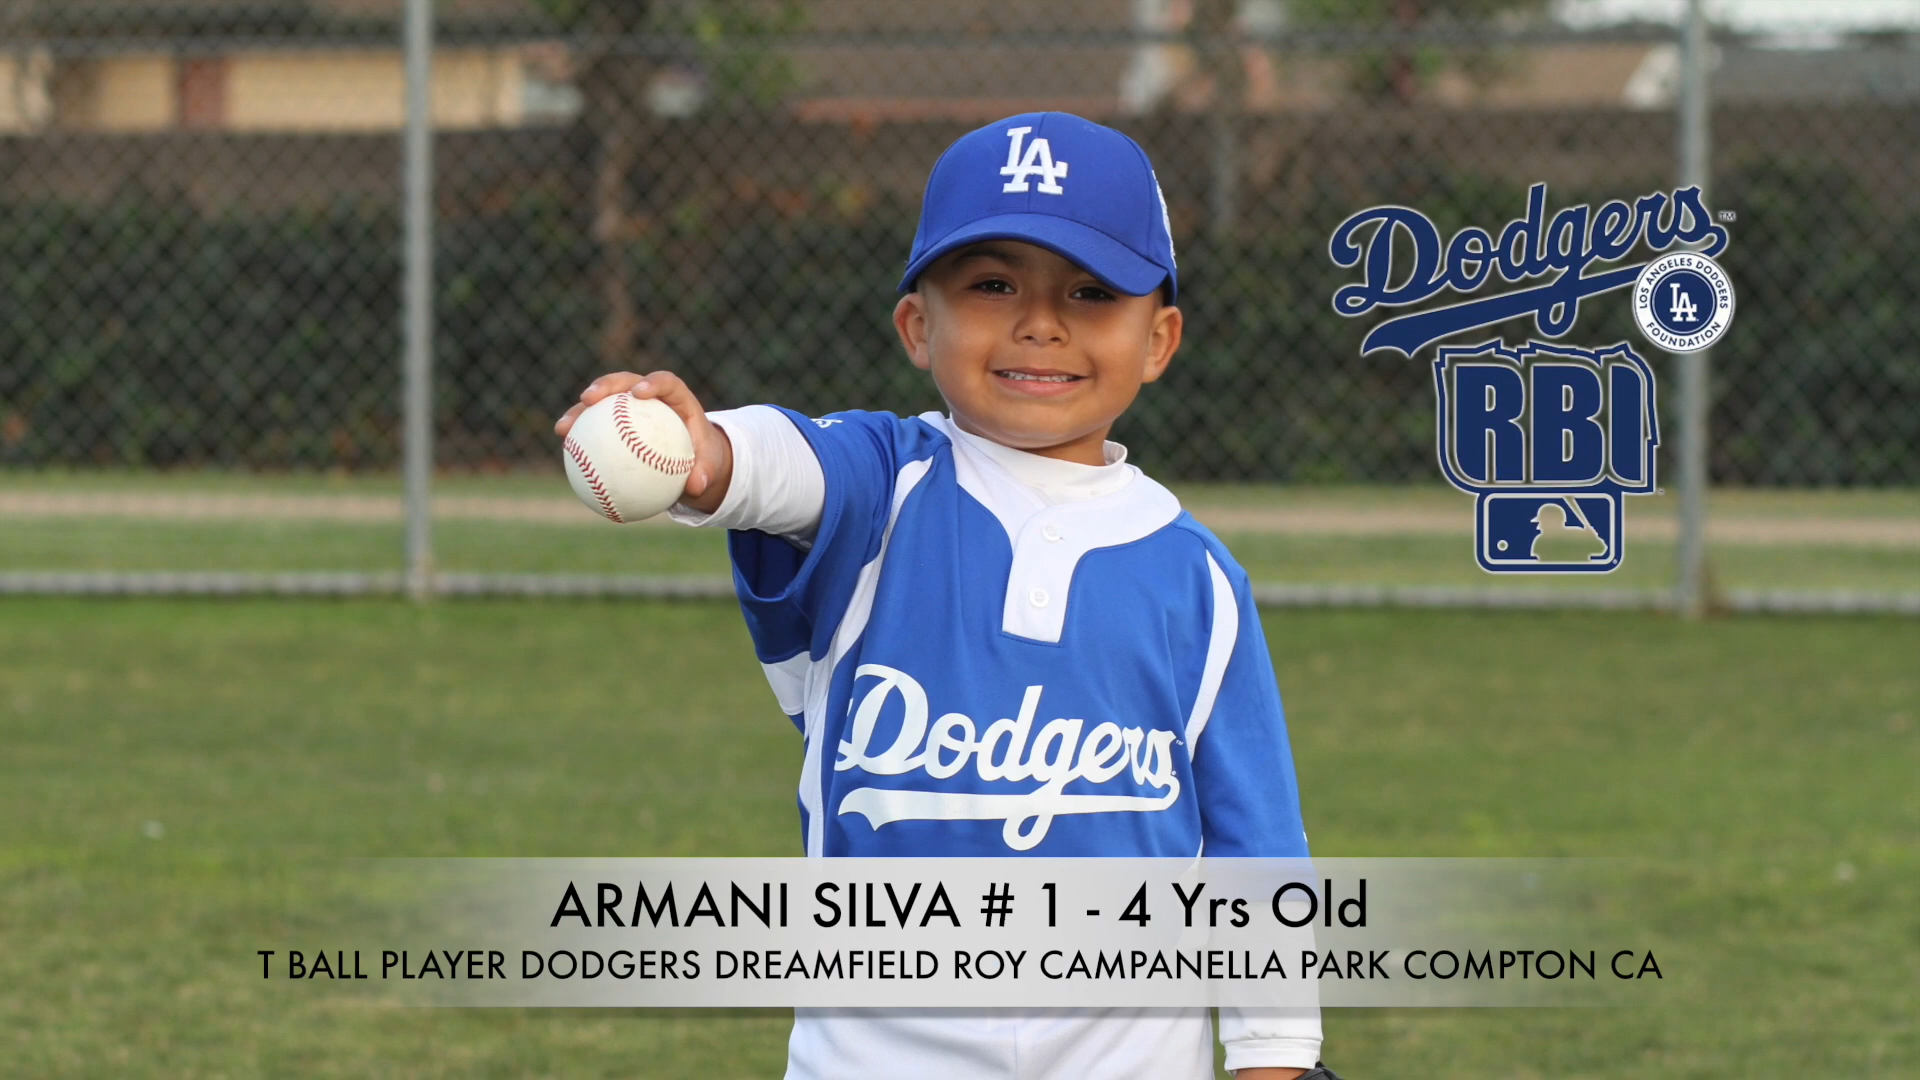 LA
Dodgers™
LOS ANGELES DODGERS
LA
FOUNDATION
RBI
Dodgers
ARMANI SILVA # 1 - 4 Yrs Old
T BALL PLAYER DODGERS DREAMFIELD ROY CAMPANELLA PARK COMPTON CA